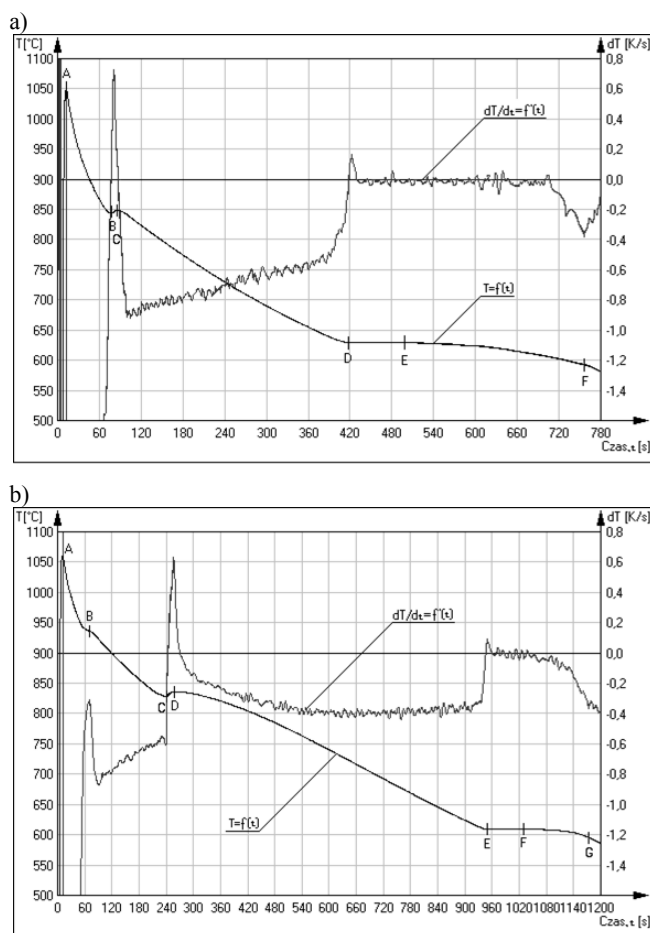 a)
T[°C] dT [K/s]
1100 0,8
1050 A 0,6
1000 0,4
950 dT/dt=f'(t) 0,2
900 0,0
850 B -0,2
800 C -0,4
750 -0,6
700 T=f(t) -0,8
650 -1,0
600 D E F -1,2
550 -1,4
500
0 60 120 180 240 300 360 420 480 540 600 660 720 780
Czas,t [s]
b)
T[°C] dT [K/s]
1100 0,8
1050 A 0,6
1000 0,4
950 B dT/dt=f'(t) 0,2
900 0,0
850 -0,2
800 C D -0,4
750 -0,6
700 -0,8
650 T=f(t) -1,0
600 E F G -1,2
550 -1,4
500
0 60 120 180 240 300 360 420 480 540 600 660 720 780 840 900 960 1020 11401200
Czas,t [s]